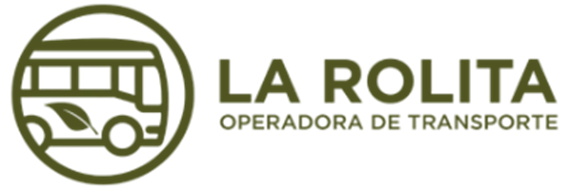 LA ROLITA
OPERADORA DE TRANSPORTE